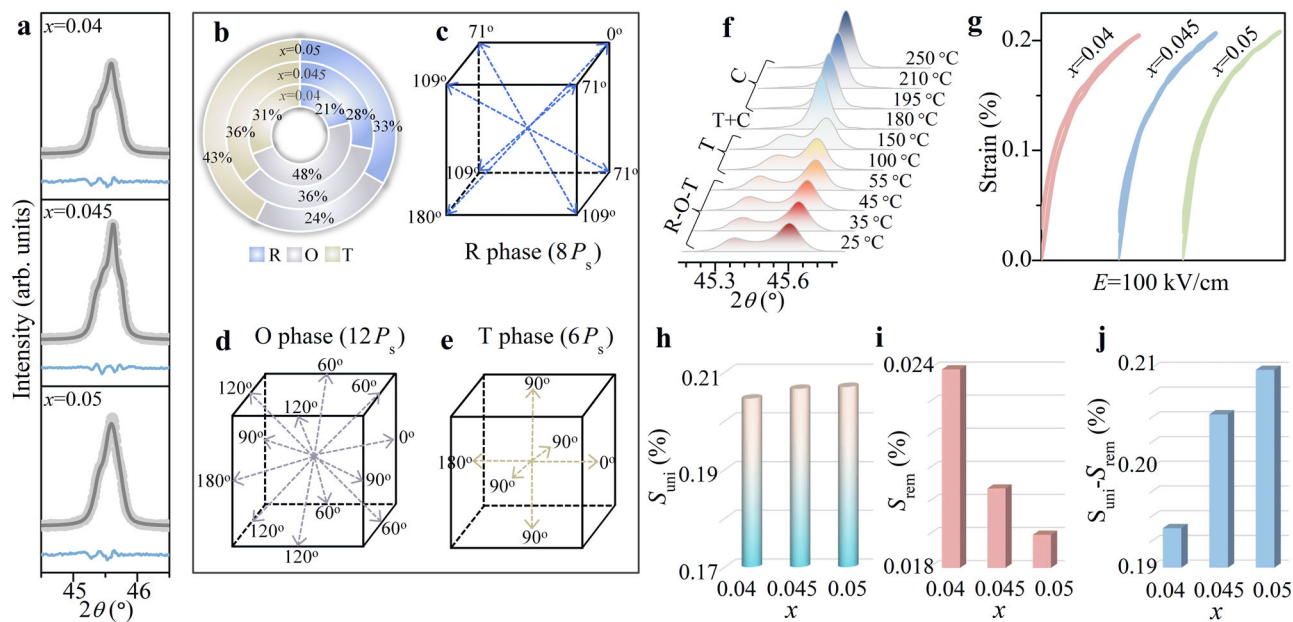 a
x=0.04
x=0.045
x=0.05
Intensity (arb. units)
45 46
2θ (°)
b
x=0.05
x=0.045
x=0.04
31% 21% 28% 33%
36%
43%
48%
36%
24%
R O T
c
71° 0°
109° 71°
109° 71°
180° 109°
R phase (8Ps)
d O phase (12Ps)
60°
120° 60°
120°
90° 0°
180° 90°
60°
120° 60°
120°
e T phase (6Ps)
90°
90°
180° 0°
90°
90°
f
250 °C
210 °C
195 °C
180 °C
150 °C
100 °C
55 °C
45 °C
35 °C
25 °C
C
T+C
T
R-O-T
45.3 45.6
2θ (°)
g
Strain (%)
0.2
0.1
0.0
x=0.04
x=0.045
x=0.05
E=100 kV/cm
h
Suni (%)
0.21
0.19
0.17
0.04 0.045 0.05
x
i
Srem (%)
0.024
0.018
0.04 0.045 0.05
x
j
Suni-Srem (%)
0.21
0.20
0.19
0.04 0.045 0.05
x